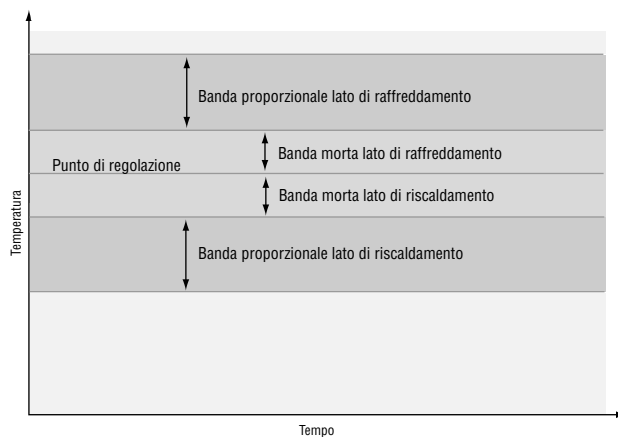 Banda proporzionale lato di raffreddamento
Banda morta lato di raffreddamento
Punto di regolazione
Banda morta lato di riscaldamento
Banda proporzionale lato di riscaldamento
Temperatura
Tempo